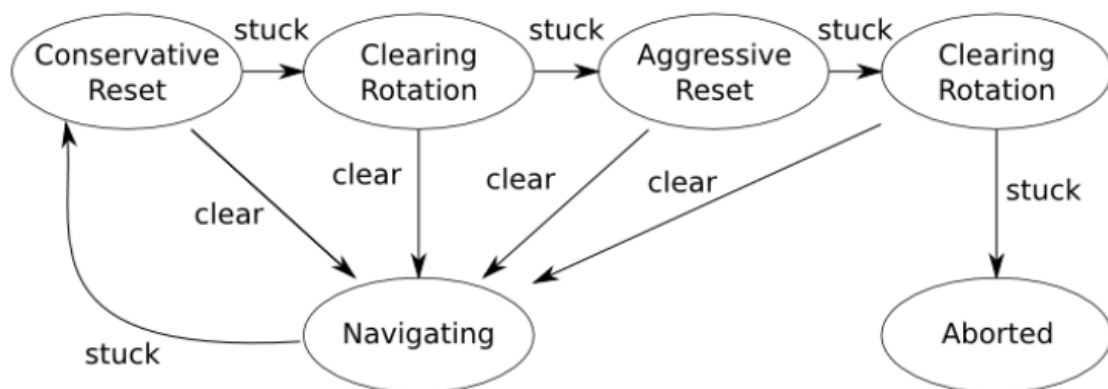 stuck
stuck
stuck
Conservative
Reset
Clearing
Rotation
Aggressive
Reset
Clearing
Rotation
clear
clear
clear
clear
stuck
Navigating
Aborted
stuck